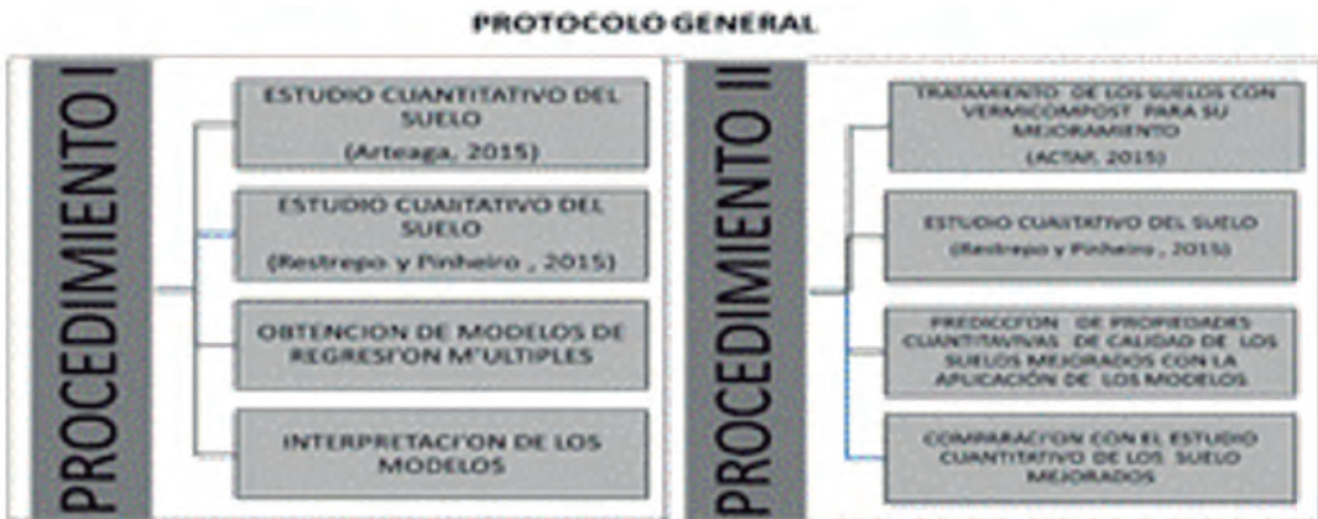 PROTOCOLO GENERAL
PROCEDIMIENTO I
ESTUDIO CUANTITATIVO DEL
SUELO
(Arteaga, 2015)
ESTUDIO CUALITATIVO DEL
SUELO
(Restrepo y Pinheiro , 2015)
OBTENCION DE MODELOS DE
REGRESI'ON M'ULTIPLES
INTERPRETACI'ON DE LOS
MODELOS
PROCEDIMIENTO II
TRATAMIENTO DE LOS SUELOS CON
VERMICOMPOST PARA SU
MEJORAMIENTO
(ACTAF, 2015)
ESTUDIO CUALITATIVO DEL SUELO
(Restrepo y Pinheiro , 2015)
PREDICCI'ON DE PROPIEDADES
CUANTITAVIVAS DE CALIDAD DE LOS
SUELOS MEJORADOS CON LA
APLICACIÓN DE LOS MODELOS
COMPARACI'ON CON EL ESTUDIO
CUANTITATIVO DE LOS SUELO
MEJORADOS